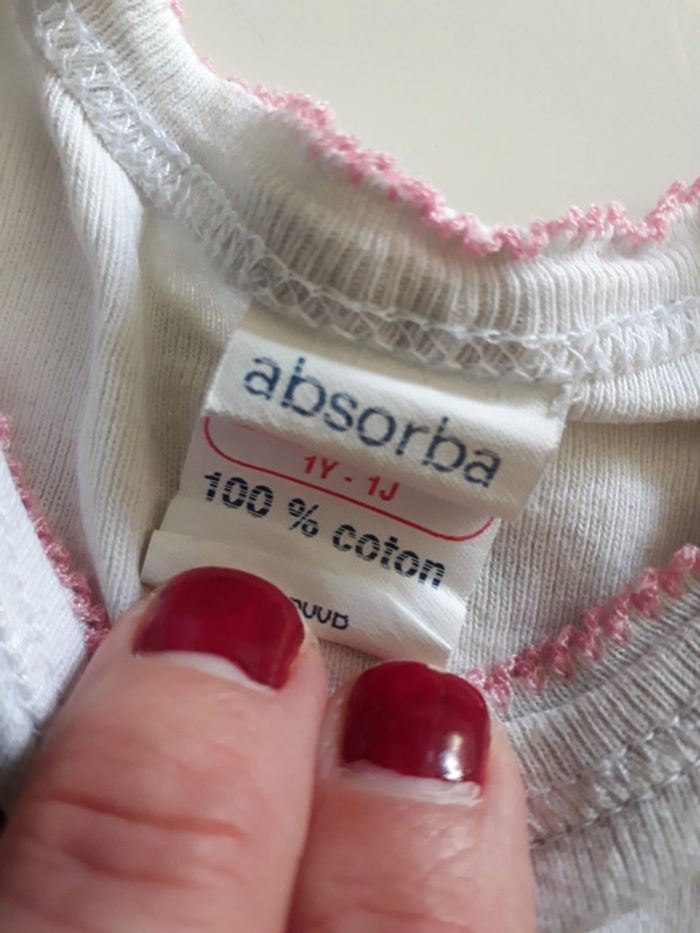 absorba
1Y - 1J
100 % coton